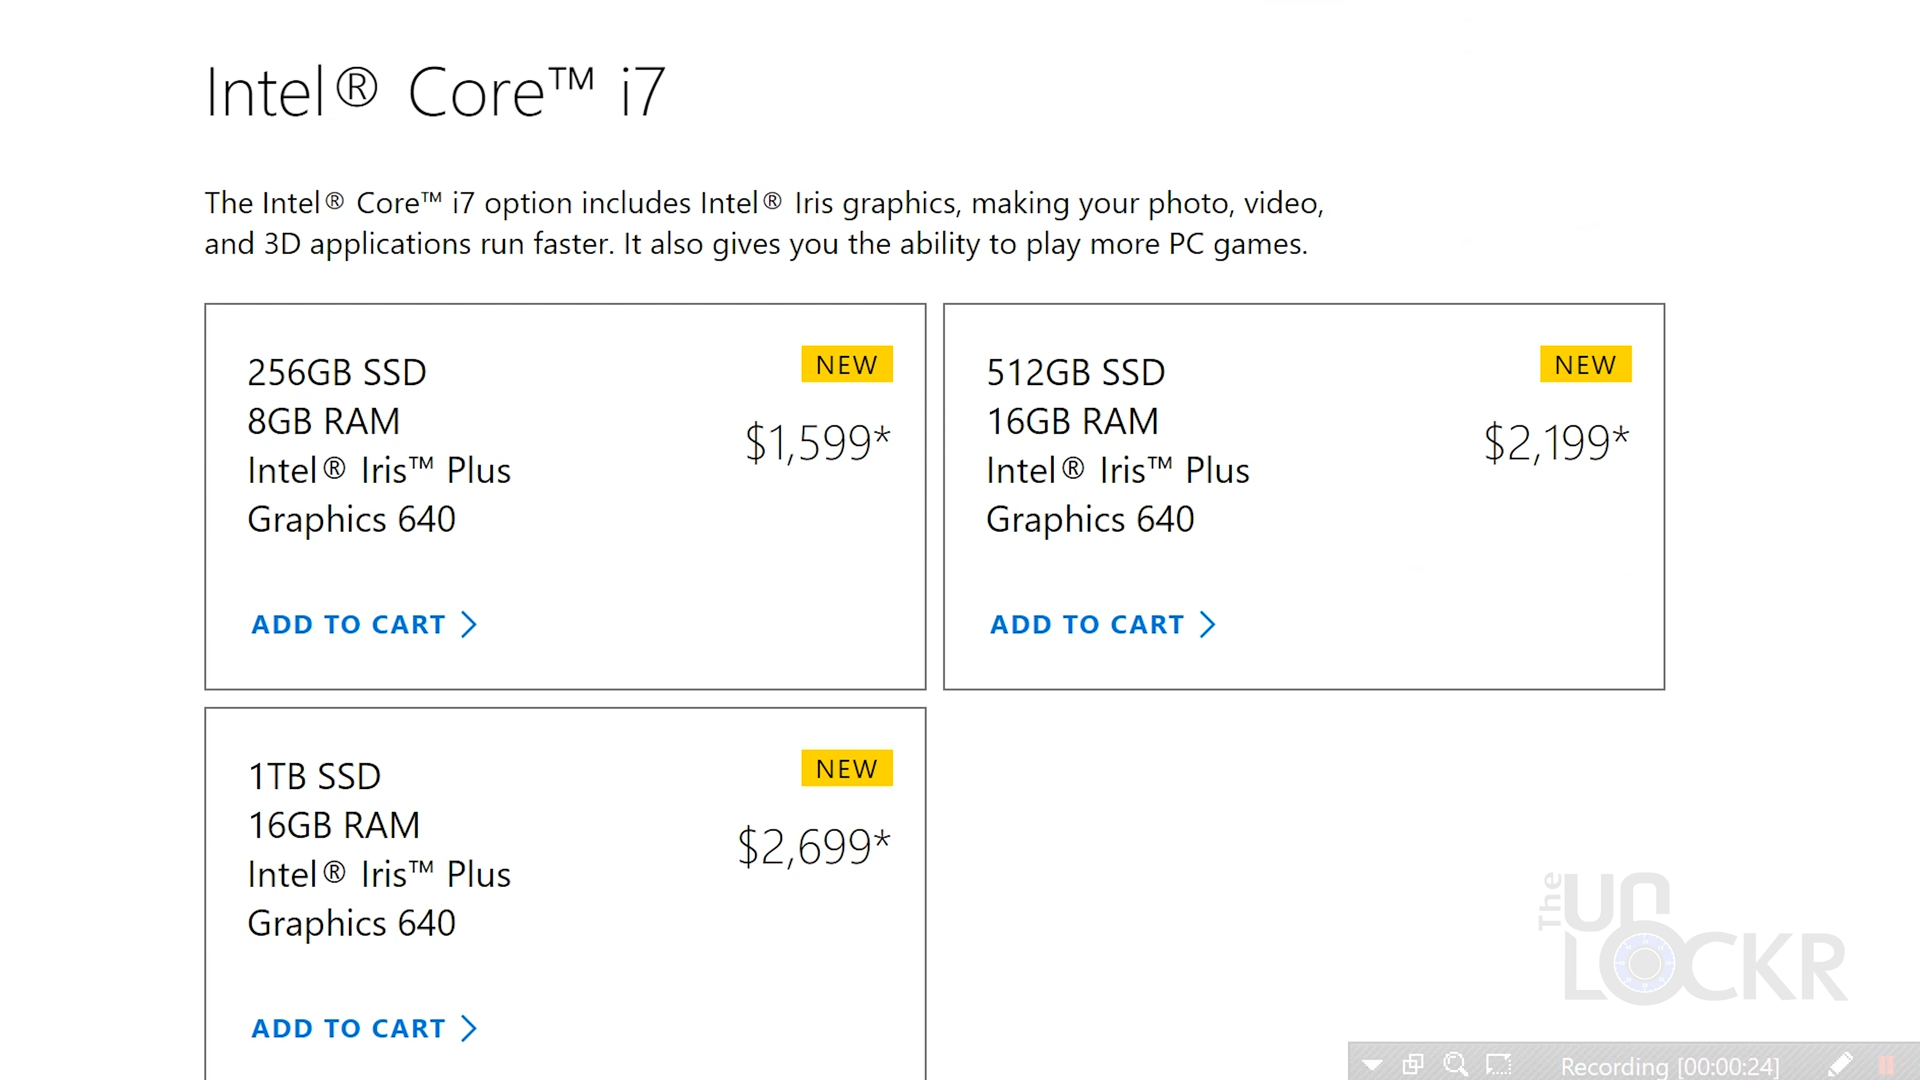 Intel® Core™ i7
The Intel® Core™ i7 option includes Intel® Iris graphics, making your photo, video,
and 3D applications run faster. It also gives you the ability to play more PC games.
256GB SSD
8GB RAM
Intel® Iris™ Plus
Graphics 640
NEW
$1,599*
ADD TO CART
512GB SSD
16GB RAM
Intel® Iris™ Plus
Graphics 640
NEW
$2,199*
ADD TO CART
1TB SSD
16GB RAM
Intel® Iris™ Plus
Graphics 640
NEW
$2,699*
ADD TO CART
The UN
LOCKR
Recording [00:00:24]